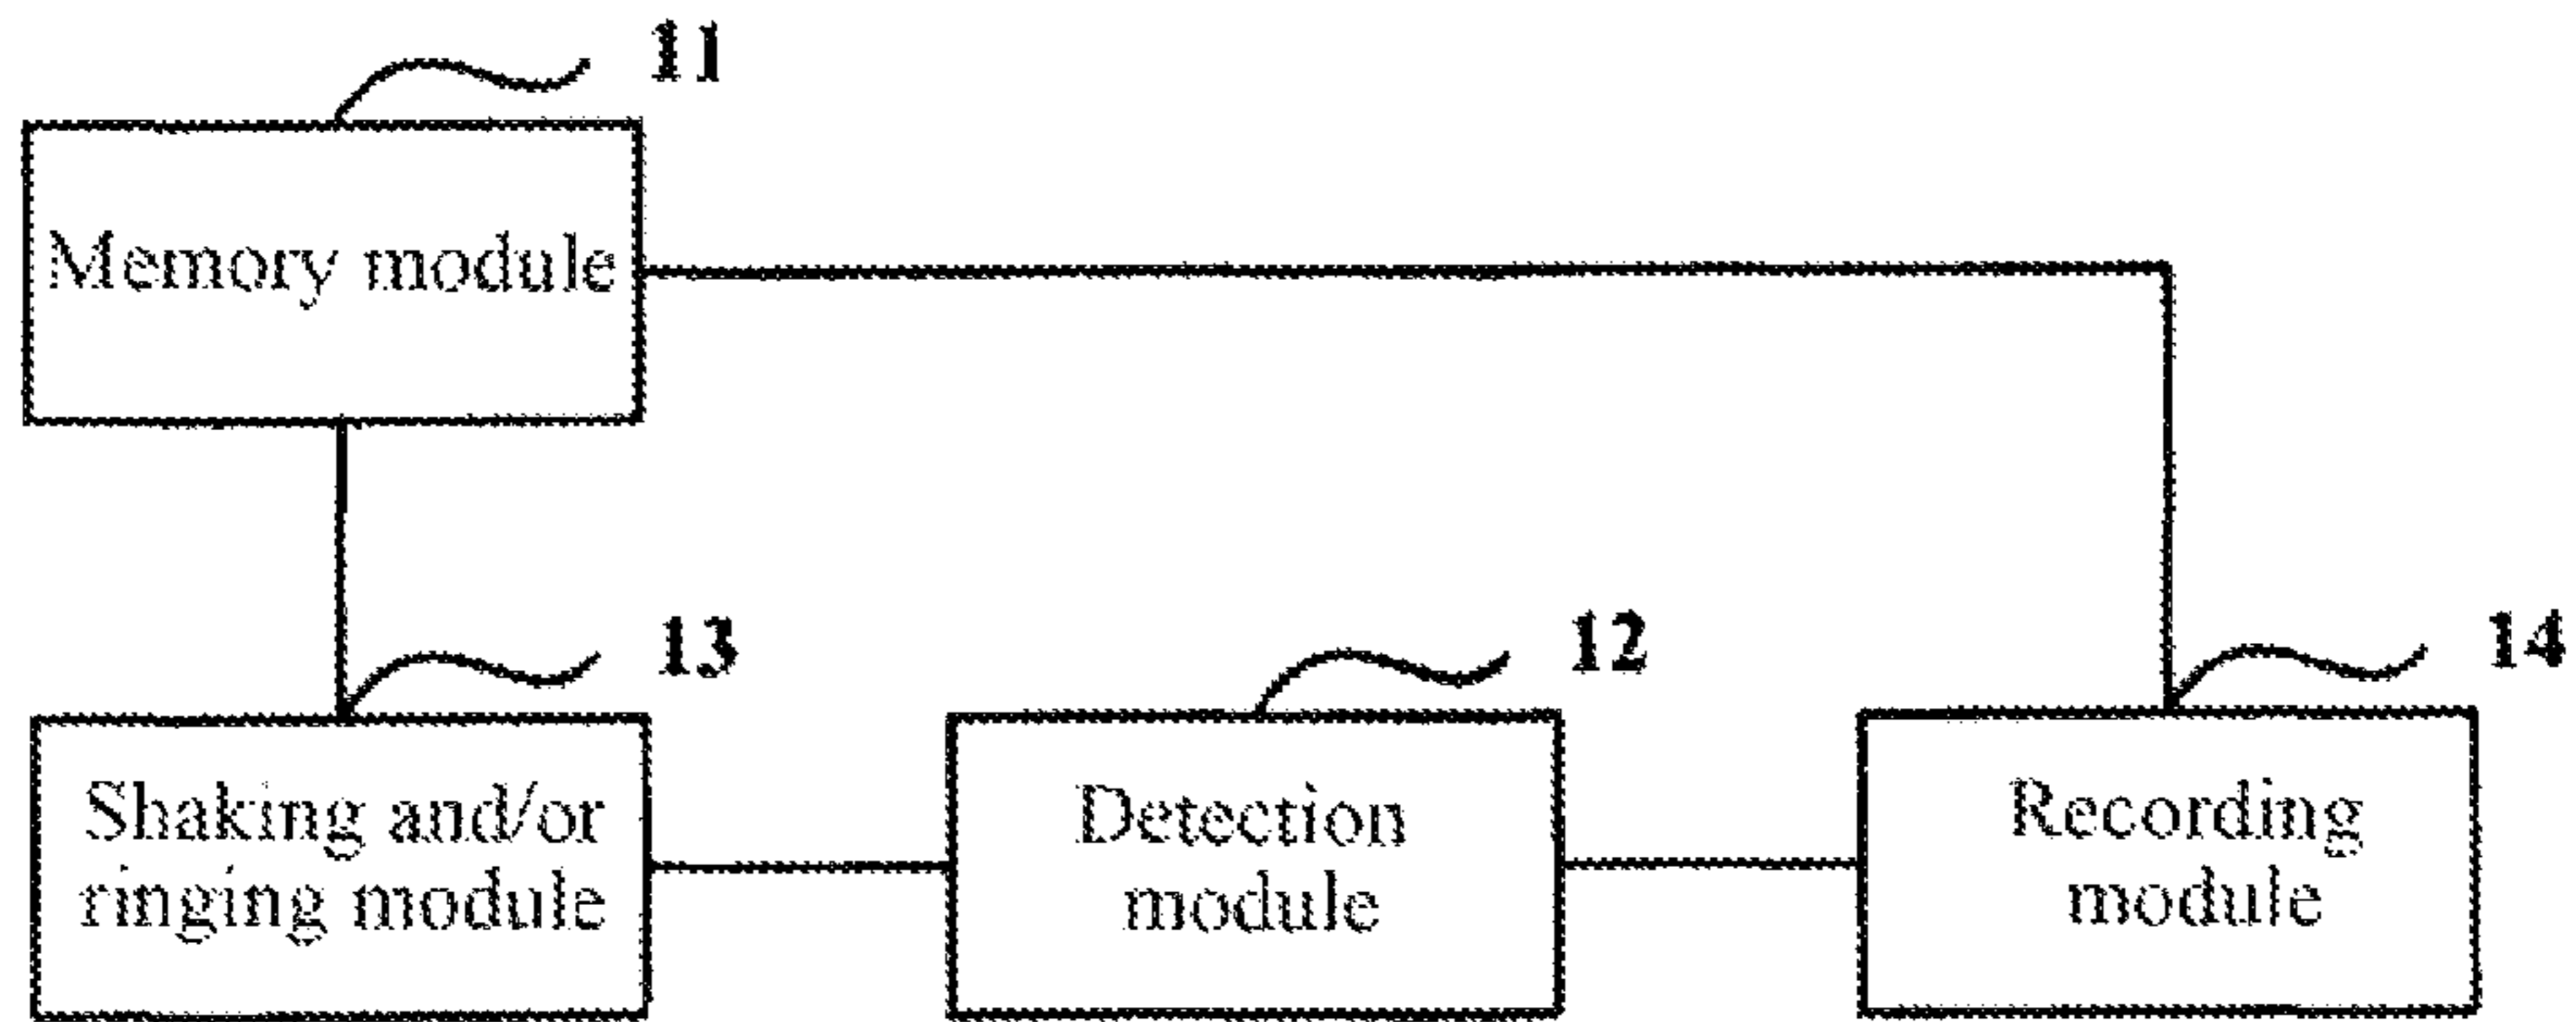 11
Memory module
13
12
14
Shaking and/or
ringing module
Detection
module
Recording
module